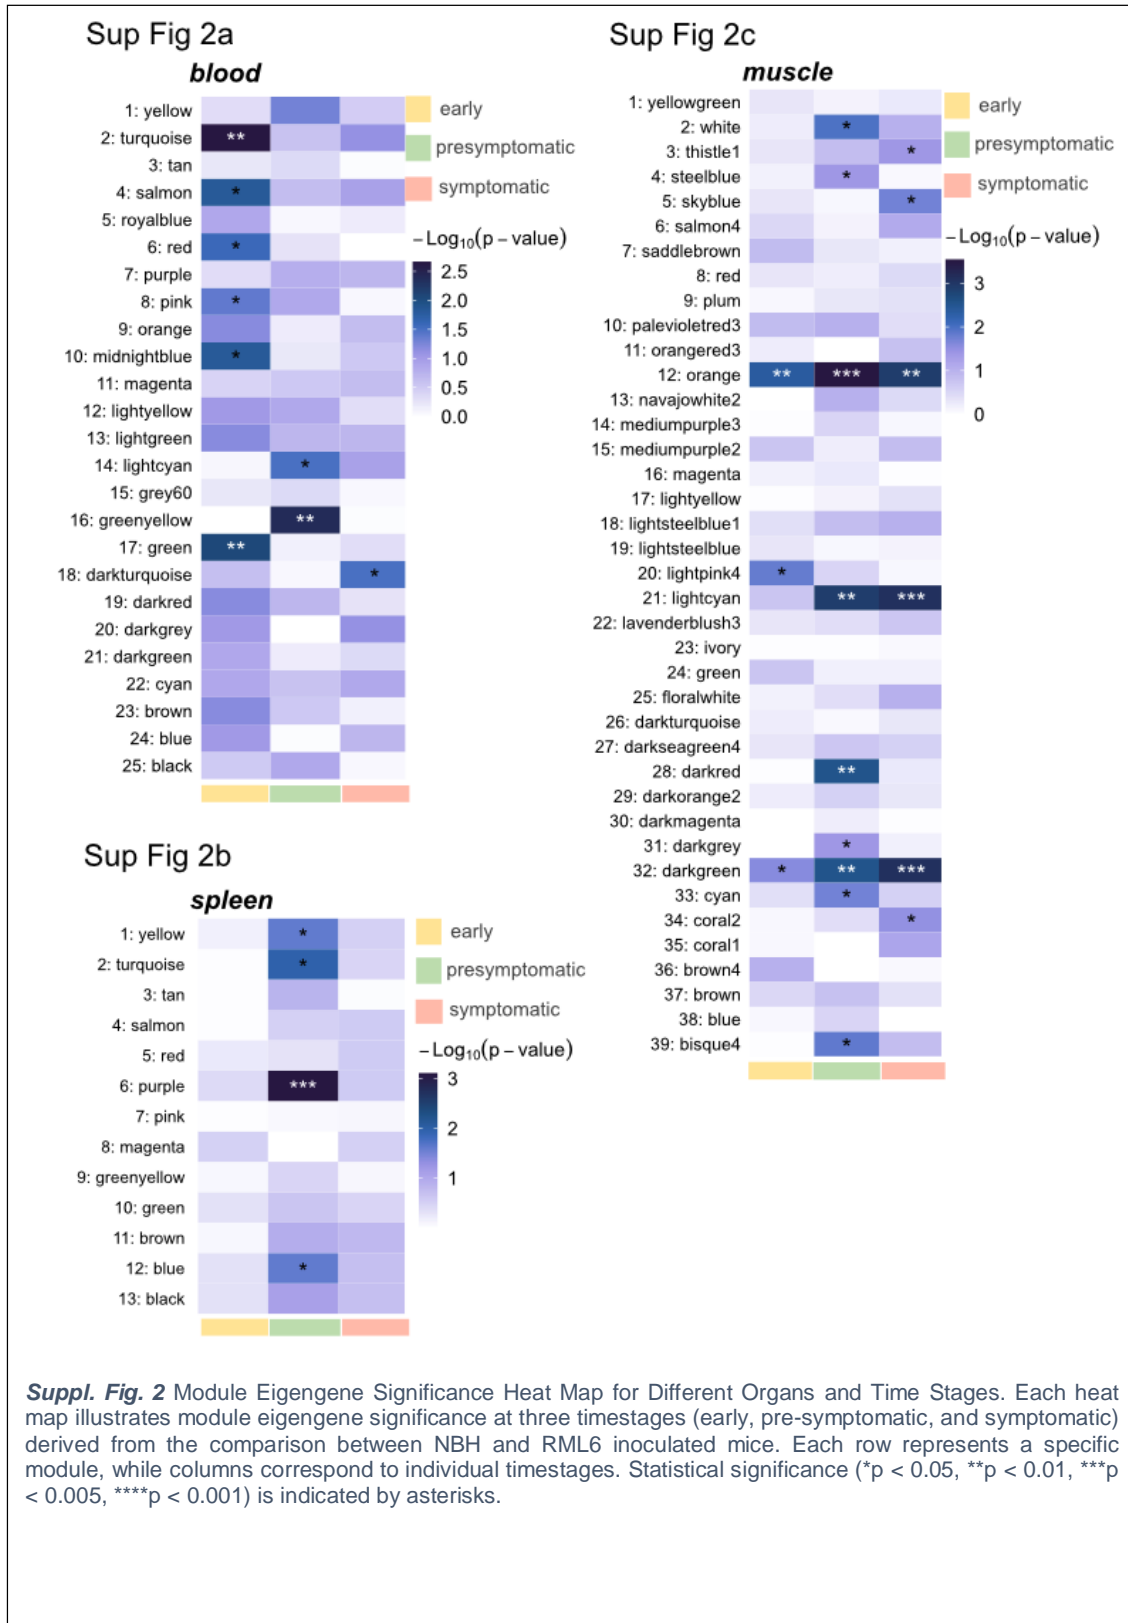 Sup Fig 2a
blood
1: yellow
2: turquoise
3: tan
4: salmon
5: royalblue
6: red
7: purple
8: pink
9: orange
10: midnightblue
11: magenta
12: lightyellow
13: lightgreen
14: lightcyan
15: grey60
16: greenyellow
17: green
18: darkturquoise
19: darkred
20: darkgrey
21: darkgreen
22: cyan
23: brown
24: blue
25: black
**
*
*
*
*
*
**
**
*
early
presymptomatic
symptomatic
−Log10(p − value)
2.5
2.0
1.5
1.0
0.5
0.0
Sup Fig 2b
spleen
1: yellow
2: turquoise
3: tan
4: salmon
5: red
6: purple
7: pink
8: magenta
9: greenyellow
10: green
11: brown
12: blue
13: black
*
*
***
*
early
presymptomatic
symptomatic
−Log10(p − value)
3
2
1
Sup Fig 2c
muscle
1: yellowgreen
2: white
3: thistle1
4: steelblue
5: skyblue
6: salmon4
7: saddlebrown
8: red
9: plum
10: palevioletred3
11: orangered3
12: orange
13: navajowhite2
14: mediumpurple3
15: mediumpurple2
16: magenta
17: lightyellow
18: lightsteelblue1
19: lightsteelblue
20: lightpink4
21: lightcyan
22: lavenderblush3
23: ivory
24: green
25: floralwhite
26: darkturquoise
27: darkseagreen4
28: darkred
29: darkorange2
30: darkmagenta
31: darkgrey
32: darkgreen
33: cyan
34: coral2
35: coral1
36: brown4
37: brown
38: blue
39: bisque4
*
*
*
*
** *** **
*
** ***
**
*
* ** ***
*
*
*
early
presymptomatic
symptomatic
−Log10(p − value)
3
2
1
0
Suppl. Fig. 2 Module Eigengene Significance Heat Map for Different Organs and Time Stages. Each heat
map illustrates module eigengene significance at three timestages (early, pre-symptomatic, and symptomatic)
derived from the comparison between NBH and RML6 inoculated mice. Each row represents a specific
module, while columns correspond to individual timestages. Statistical significance (*p < 0.05, **p < 0.01, ***p
< 0.005, ****p < 0.001) is indicated by asterisks.